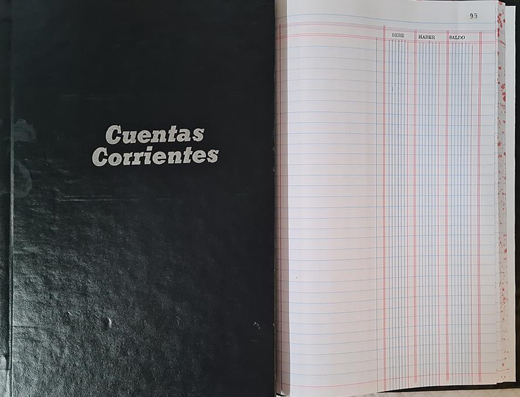 Cuentas
Corrientes
99
DEBE HABER SALDO